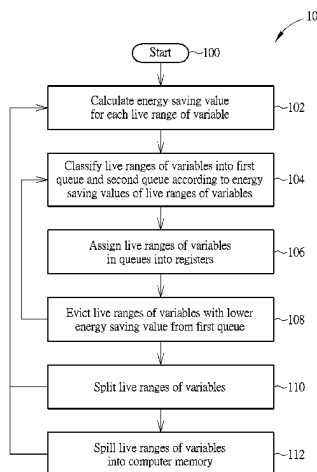 10
Start
100
Calculate energy saving value
for each live range of variable
102
Classify live ranges of variables into first
queue and second queue according to energy
saving values of live ranges of variables
104
Assign live ranges of variables
in queues into registers
106
Evict live ranges of variables with lower
energy saving value from first queue
108
Split live ranges of variables
110
Spill live ranges of variables
into computer memory
112